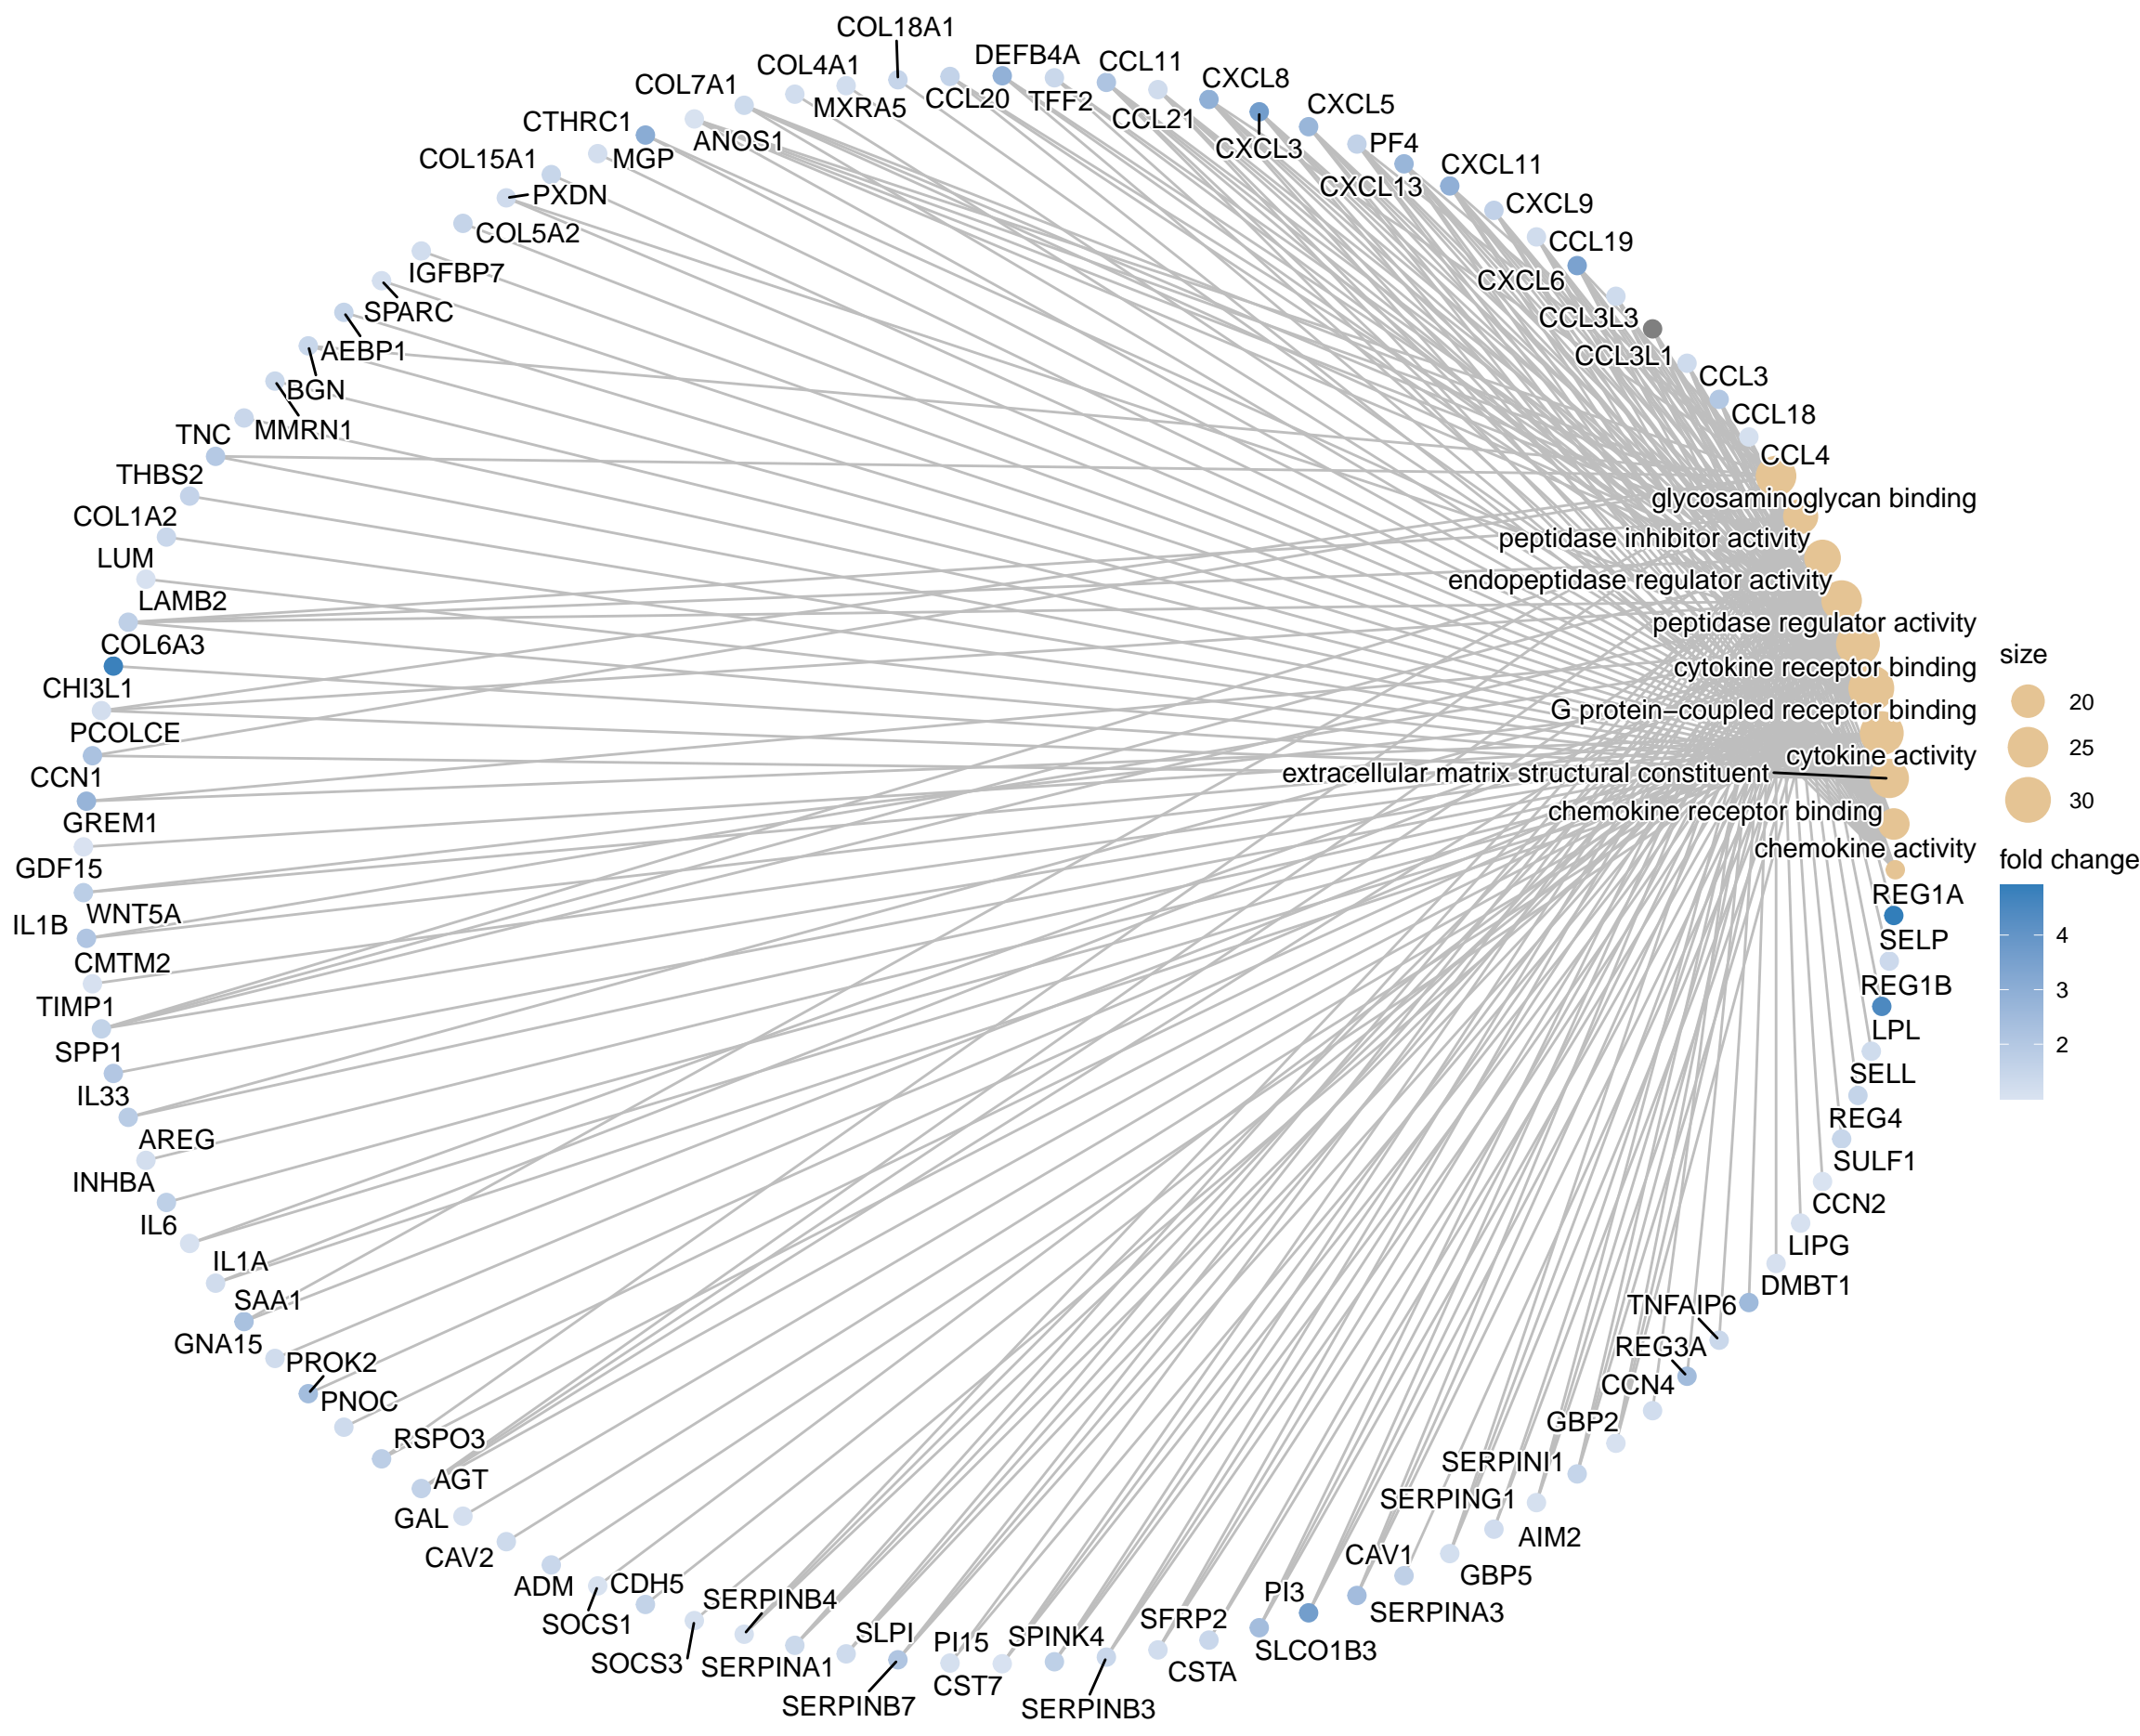 COL18A1
DEFB4A
CCL11
COL4A1
CXCL8
COL7A1
MXRA5
CCL20
TFF2
CXCL5
CTHRC1
ANOS1
CCL21
CXCL3
PF4
COL15A1
MGP
CXCL11
PXDN
CXCL13
CXCL9
COL5A2
CCL19
IGFBP7
CXCL6
SPARC
CCL3L3
AEBP1
CCL3L1
BGN
CCL3
MMRN1
CCL18
TNC
CCL4
THBS2
glycosaminoglycan binding
COL1A2
peptidase inhibitor activity
LUM
endopeptidase regulator activity
LAMB2
peptidase regulator activity
COL6A3
cytokine receptor binding
CHI3L1
G protein−coupled receptor binding
PCOLCE
cytokine activity
extracellular matrix structural constituent
CCN1
chemokine receptor binding
GREM1
chemokine activity
GDF15
REG1A
WNT5A
IL1B
SELP
CMTM2
REG1B
TIMP1
LPL
SPP1
SELL
IL33
REG4
AREG
SULF1
INHBA
CCN2
IL6
LIPG
IL1A
DMBT1
SAA1
TNFAIP6
GNA15
REG3A
PROK2
CCN4
PNOC
GBP2
RSPO3
SERPINI1
AGT
SERPING1
GAL
AIM2
CAV2
CAV1
GBP5
ADM
CDH5
PI3
SERPINB4
SERPINA3
SOCS1
SFRP2
SLPI
SPINK4
PI15
SLCO1B3
SOCS3
SERPINA1
CSTA
CST7
SERPINB7
SERPINB3
size
20
25
30
fold change
4
3
2